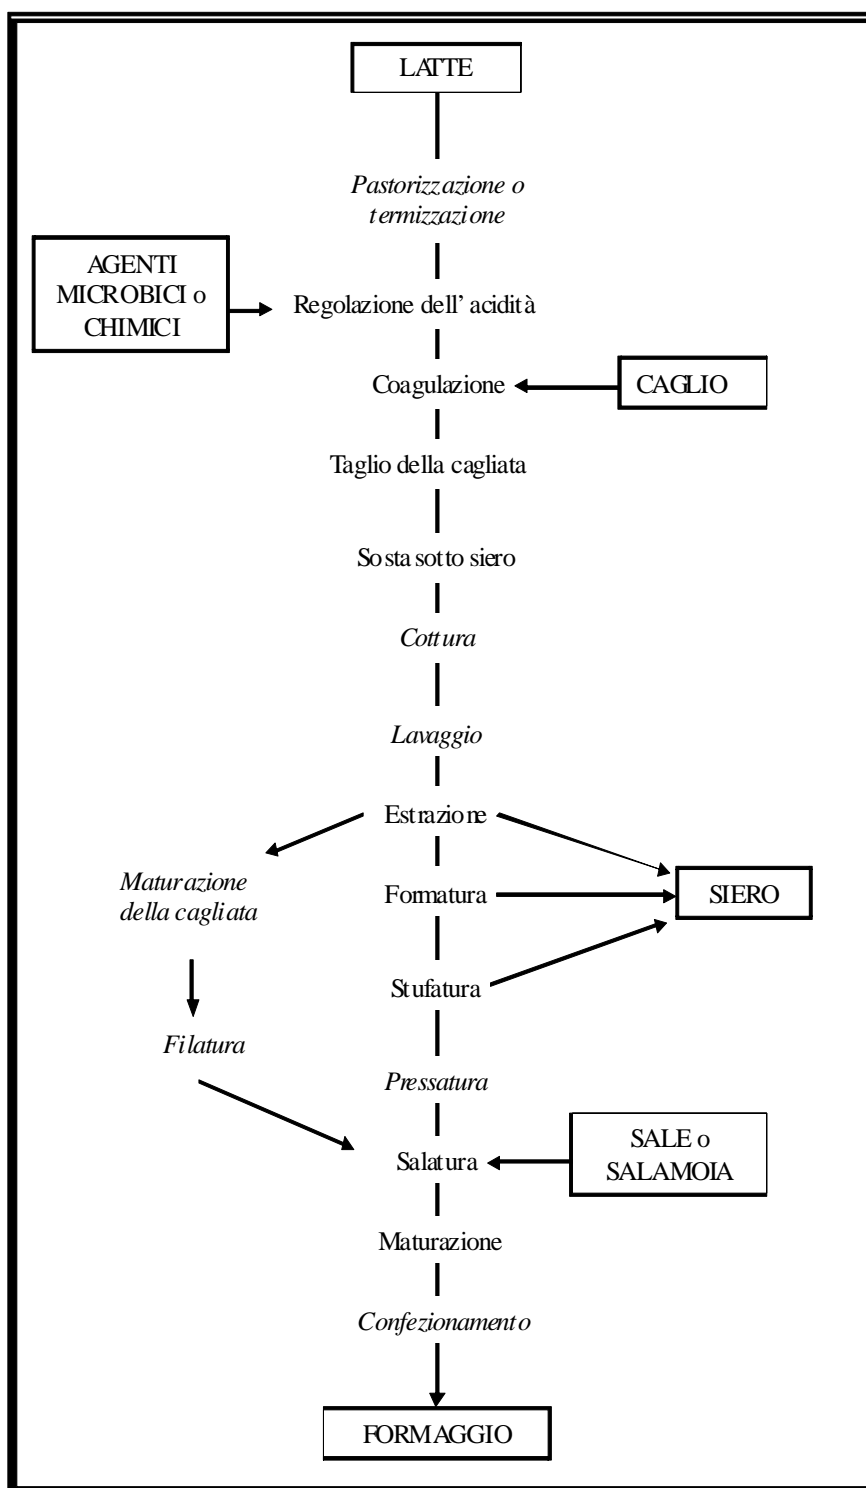 LATTE
Pastorizzazione o
termizzazione
AGENTI
MICROBICI o
CHIMICI
Regolazione dell' acidità
Coagulazione
CAGLIO
Taglio della cagliata
Sosta sotto siero
Cottura
Lavaggio
Estrazione
Maturazione
della cagliata
Formatura
SIERO
Stufatura
Filatura
Pressatura
SALE o
SALAMOIA
Salatura
Maturazione
Confezionamento
FORMAGGIO